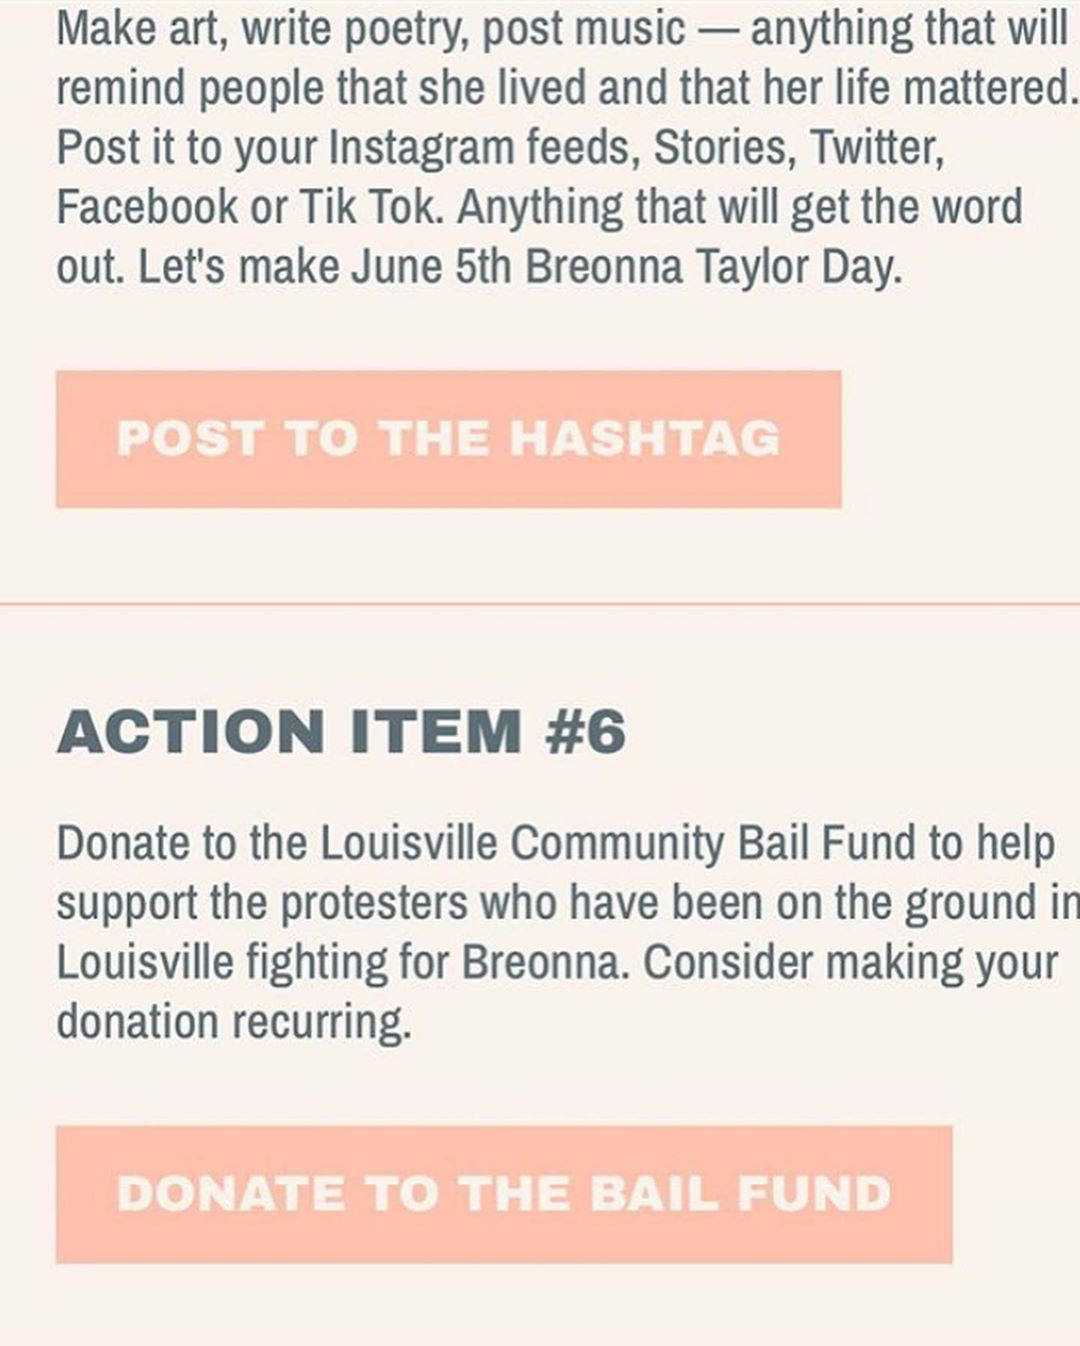 Make art, write poetry, post music — anything that will
remind people that she lived and that her life mattered.
Post it to your Instagram feeds, Stories, Twitter,
Facebook or Tik Tok. Anything that will get the word
out. Let's make June 5th Breonna Taylor Day.
POST TO THE HASHTAG
ACTION ITEM #6
Donate to the Louisville Community Bail Fund to help
support the protesters who have been on the ground in
Louisville fighting for Breonna. Consider making your
donation recurring.
DONATE TO THE BAIL FUND